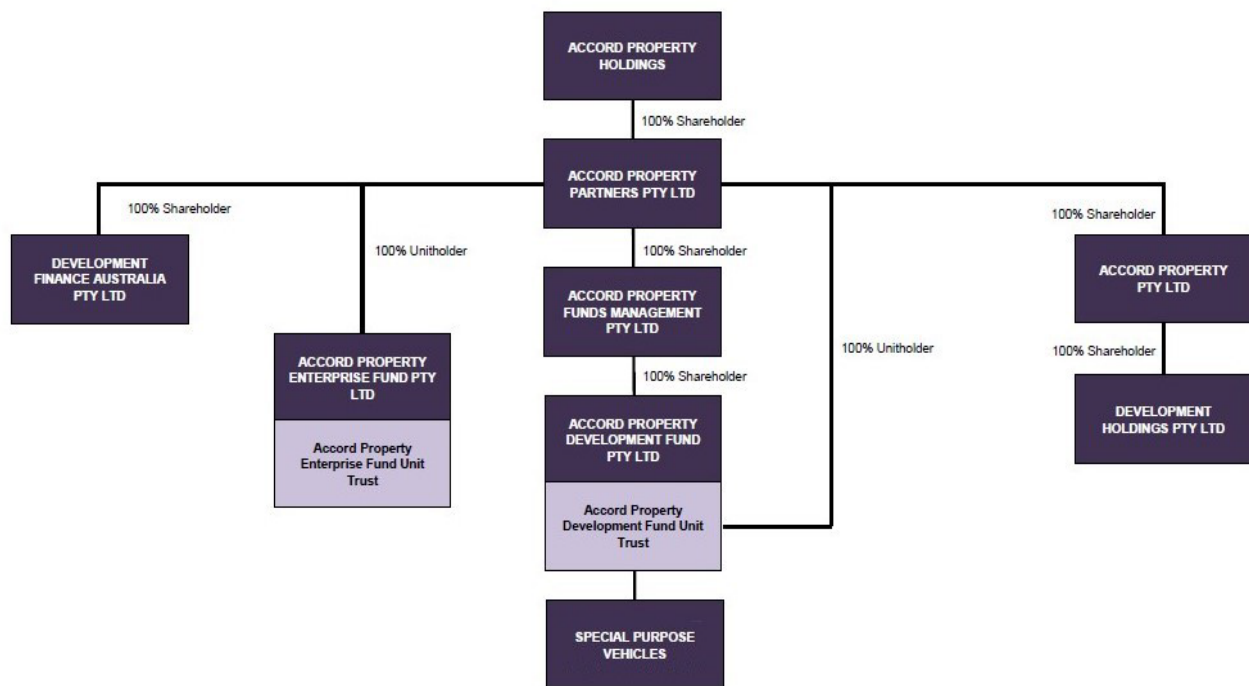 ACCORD PROPERTY
HOLDINGS
100% Shareholder
ACCORD PROPERTY
PARTNERS PTY LTD
100% Shareholder
DEVELOPMENT
FINANCE AUSTRALIA
PTY LTD
100% Unitholder
ACCORD PROPERTY
ENTERPRISE FUND PTY
LTD
Accord Property
Enterprise Fund Unit
Trust
100% Shareholder
ACCORD PROPERTY
FUNDS MANAGEMENT
PTY LTD
100% Shareholder
ACCORD PROPERTY
DEVELOPMENT FUND
PTY LTD
Accord Property
Development Fund Unit
Trust
SPECIAL PURPOSE
VEHICLES
100% Unitholder
100% Shareholder
ACCORD PROPERTY
PTY LTD
100% Shareholder
DEVELOPMENT
HOLDINGS PTY LTD